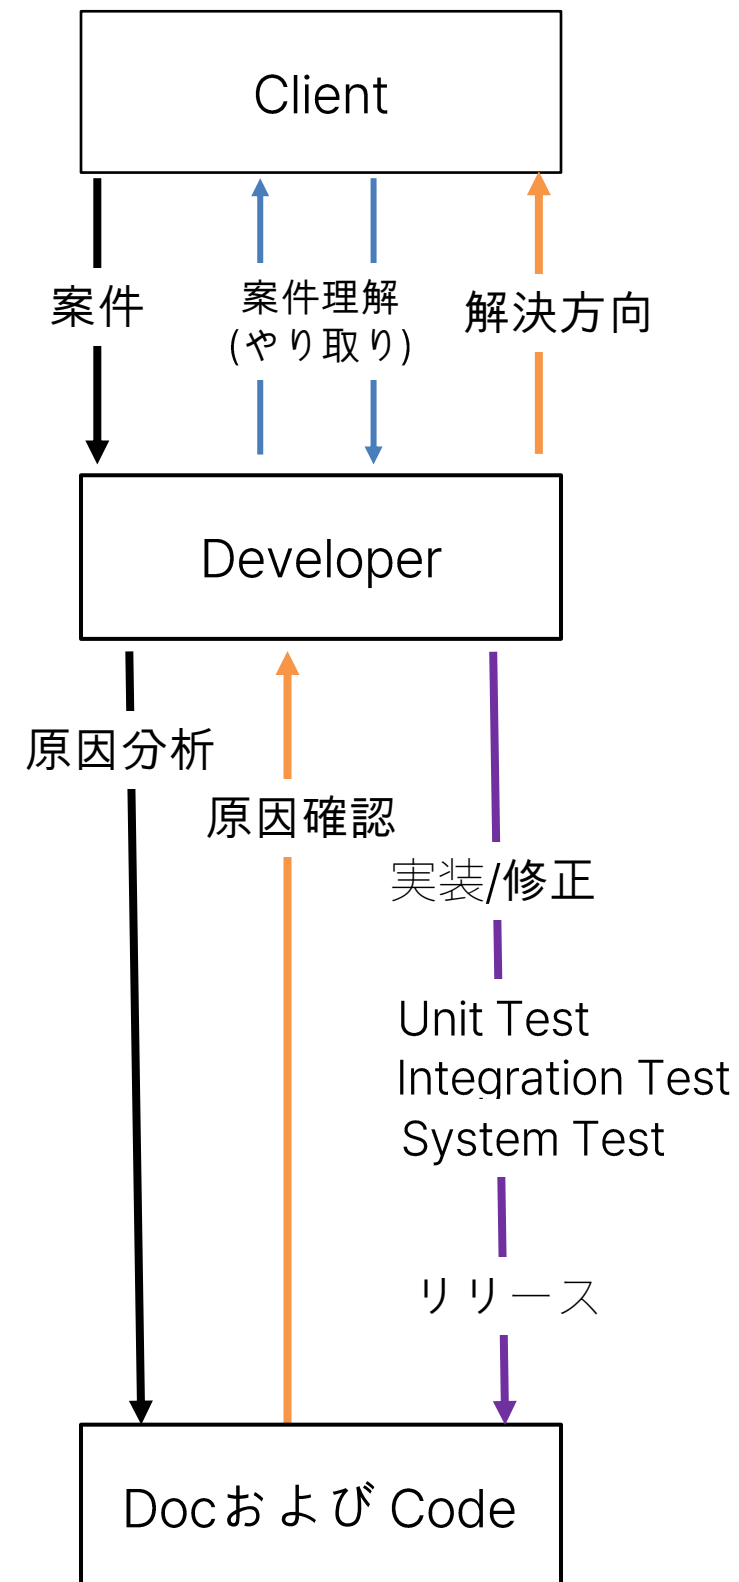 Client
案件
案件理解
(やり取り)
解決方向
Developer
原因分析
原因確認
実装/修正
Unit Test
Integration Test
System Test
リリース
Docおよび Code